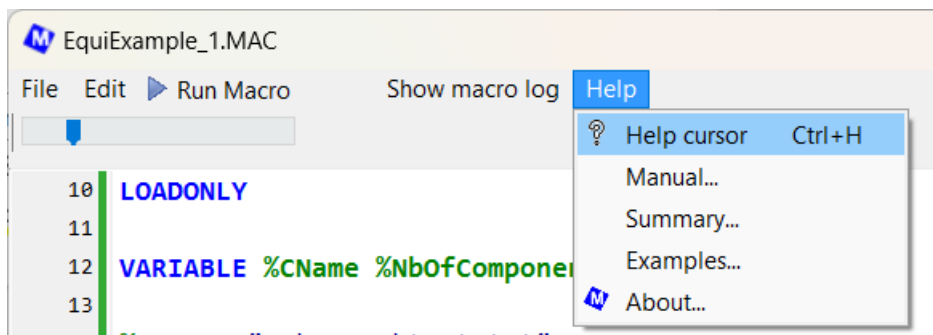 EquiExample_1.MAC
File Edit Run Macro Show macro log Help
Help cursor Ctrl+H
Manual...
Summary...
Examples...
About...
10 LOADONLY
11
12 VARIABLE %CName
13